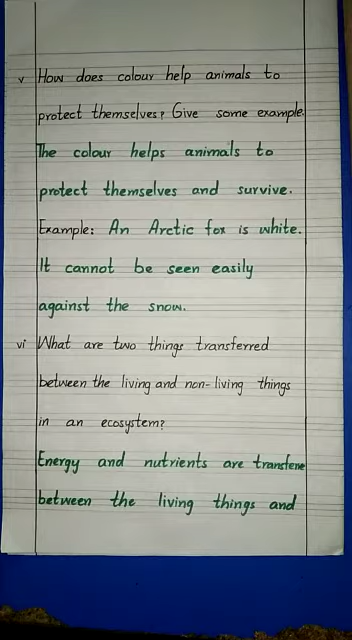 v How does colour help animals to
protect themselves? Give some example.
The colour helps animals to
protect themselves and survive.
Example: An Arctic fox is white.
It cannot be seen easily
against the snow.
vi What are two things transferred
between the living and non-living things
in an ecosystem?
Energy and nutrients are transfere
between the living things and